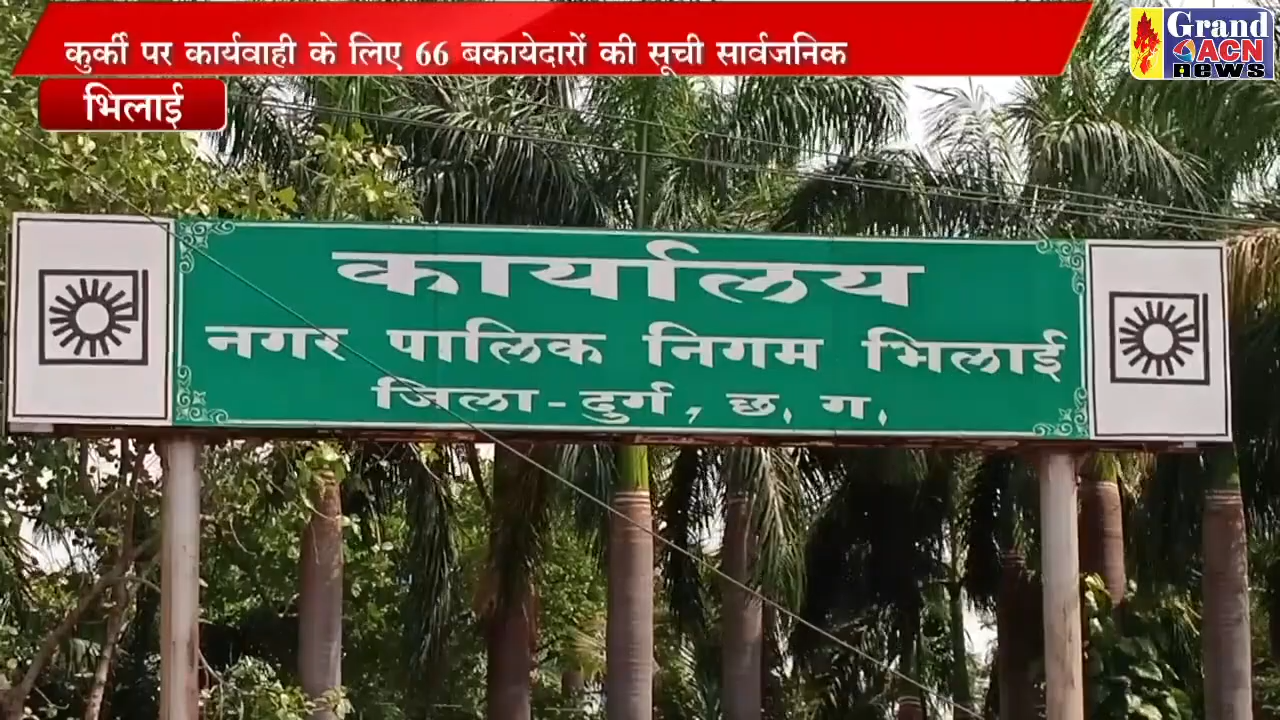 कुर्की पर कार्यवाही के लिए 66 बकायेदारों की सूची सार्वजनिक
Grand
ACN
news
भिलाई
कार्यालय
नगर पालिक निगम भिलाई
जिला - दुर्ग, छ. ग.